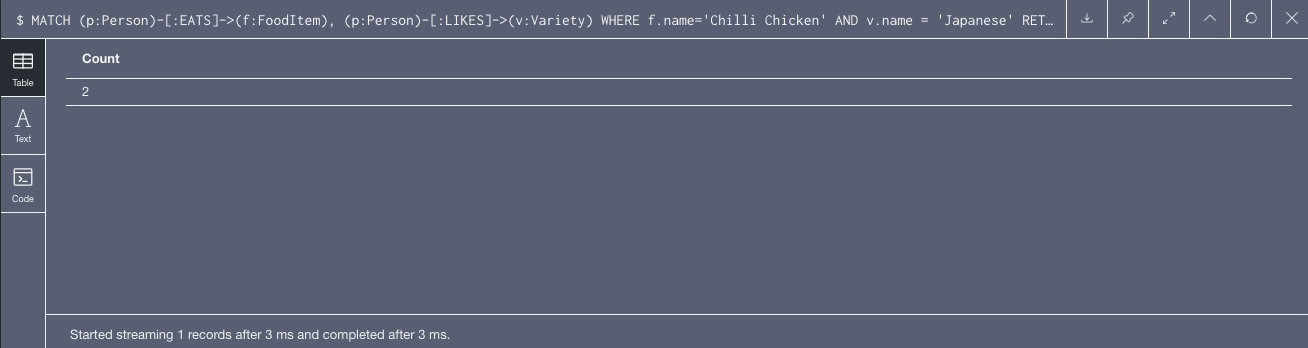 $ MATCH (p:Person)-[:EATS]->(f:FoodItem), (p:Person)-[:LIKES]->(v:Variety) WHERE f.name='Chilli Chicken' AND v.name = 'Japanese' RET…
Table
Text
Code
Count
2
Started streaming 1 records after 3 ms and completed after 3 ms.